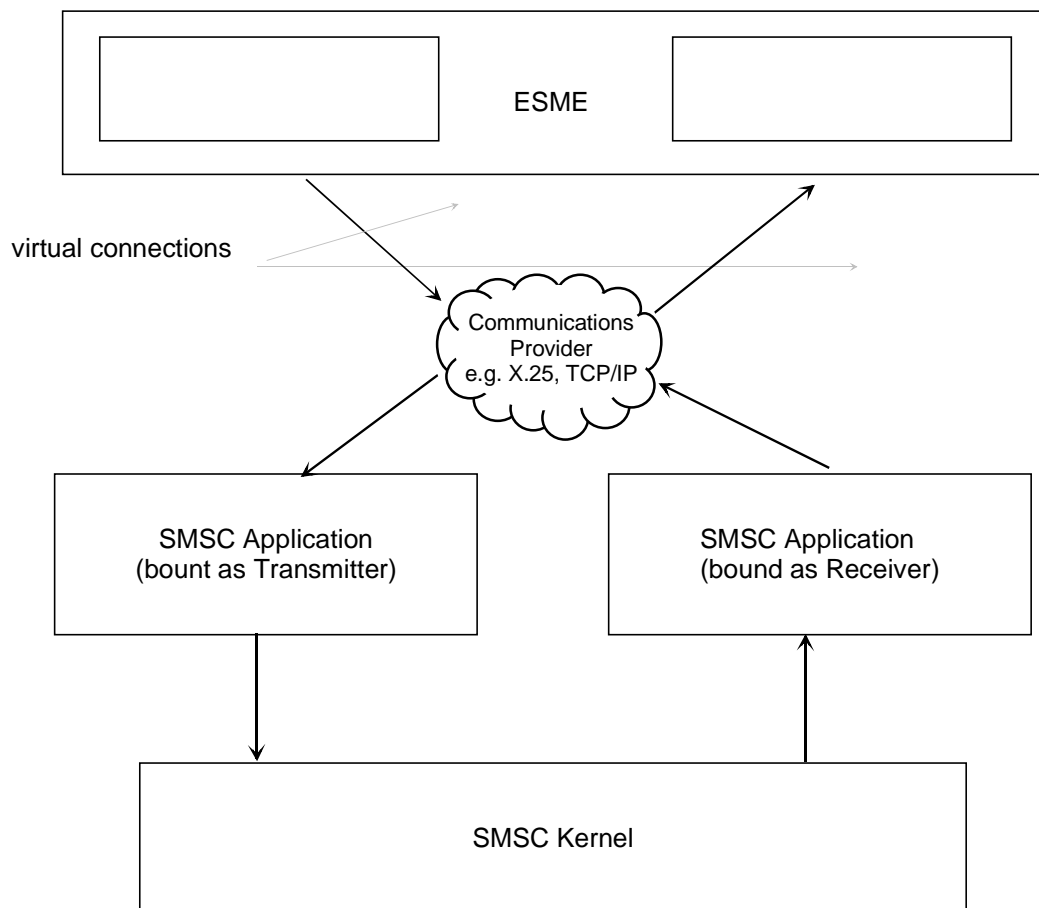 ESME
virtual connections
Communications
Provider
e.g. X.25, TCP/IP
SMSC Application
(bount as Transmitter)
SMSC Application
(bound as Receiver)
SMSC Kernel